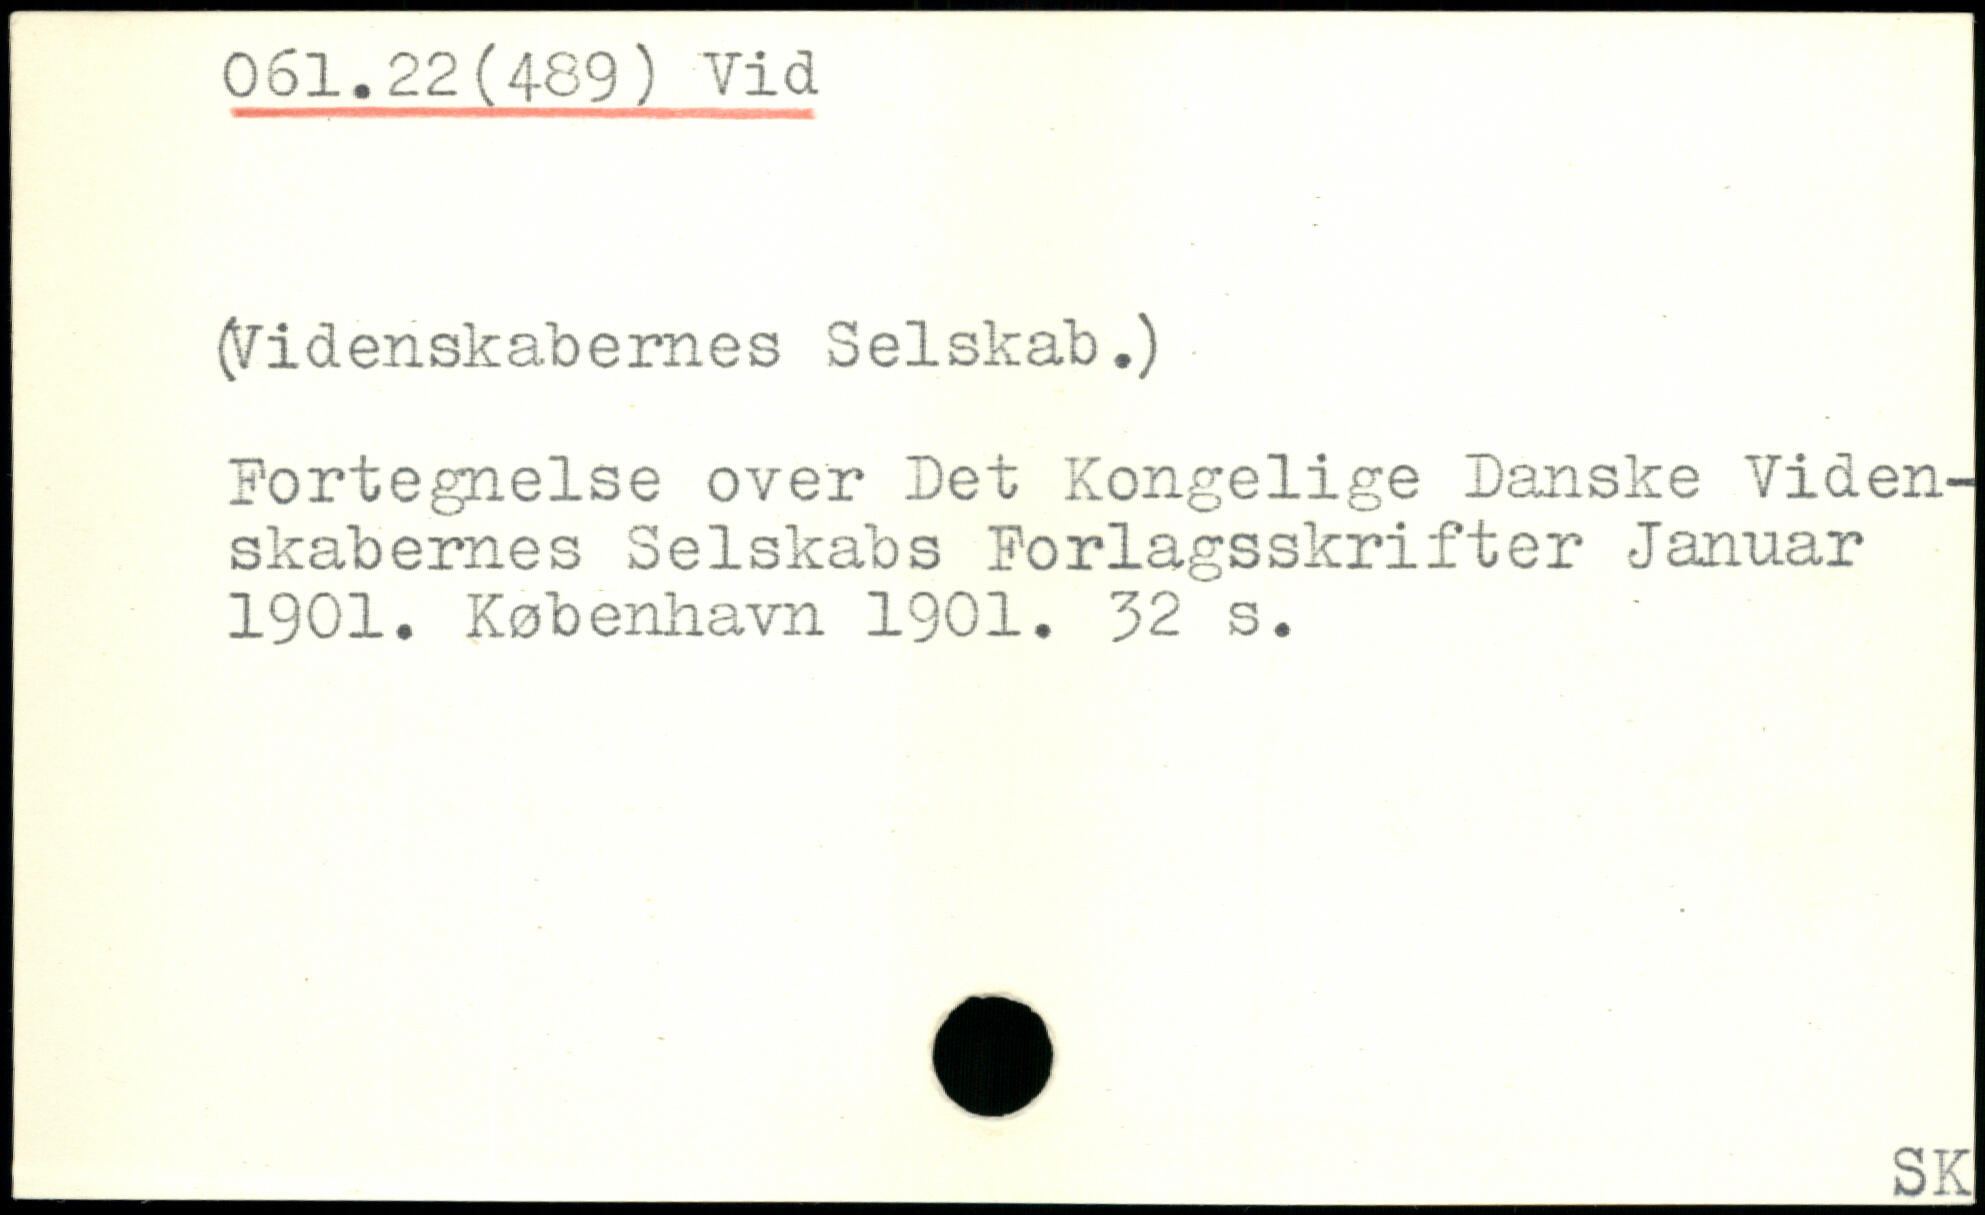 061.22(489) Vid
(Videnskabernes Selskab.)
Fortegnelse over Det Kongelige Danske Viden-
skabernes Selskabs Forlagsskrifter Januar
1901. København 1901. 32 s.
SK